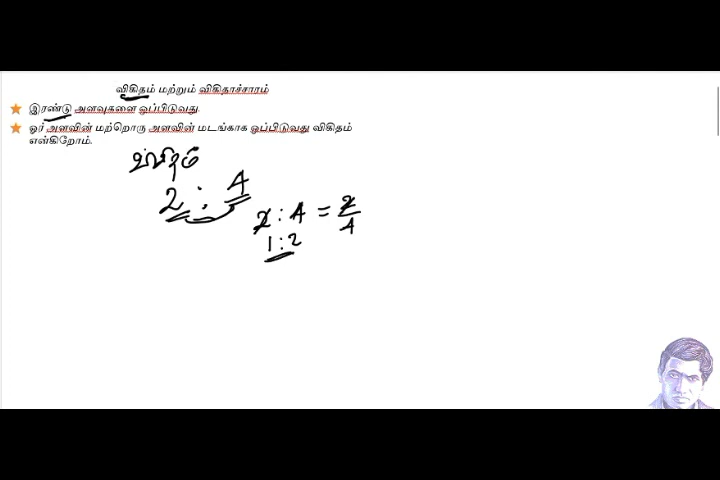 விகிதம் மற்றும் விகிதாச்சாரம்
இரண்டு அளவுகளை ஒப்பிடுவது.
ஓர் அளவின் மற்றொரு அளவின் மடங்காக ஒப்பிடுவது விகிதம்
என்கிறோம்.
2 : 4
2 : 4 = 2/4
1 : 2